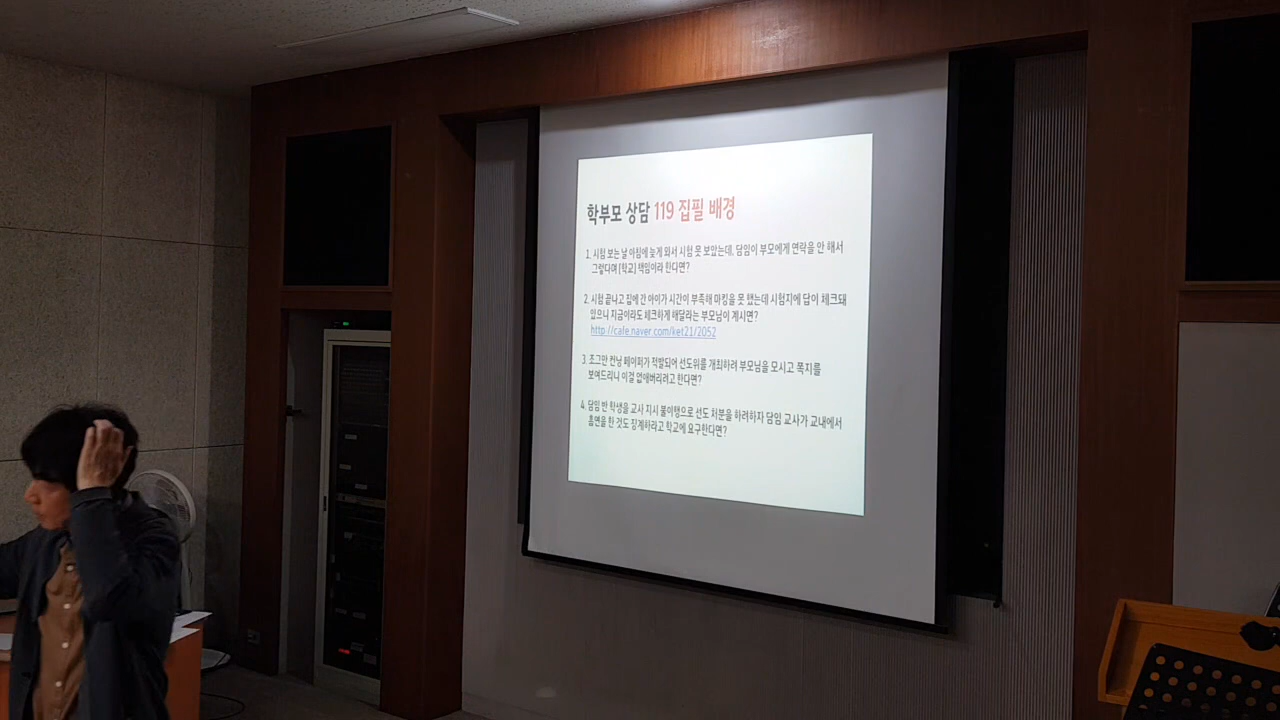 학부모 상담 119 집필 배경
1. 시험 보는 날 아침에 늦게 와서 시험 못 보았는데, 담임이 부모에게 연락을 안 해서
그렇다며 (학교) 책임이라 한다면?
2. 시험 끝나고 집에 간 아이가 시간이 부족해 마킹을 못 했는데 시험지에 답이 체크돼
있으니 지금이라도 체크하게 해달라는 부모님이 계시면?
http://cafe.naver.com/ket21/2052
3. 조그만 컨닝 페이퍼가 적발되어 선도위를 개최하려 부모님을 모시고 쪽지를
보여드리니 이걸 없애버리려고 한다면?
4. 담임 반 학생을 교사 지시 불이행으로 선도 처분을 하려하자 담임 교사가 교내에서
흡연을 한 것도 징계하라고 학교에 요구한다면?